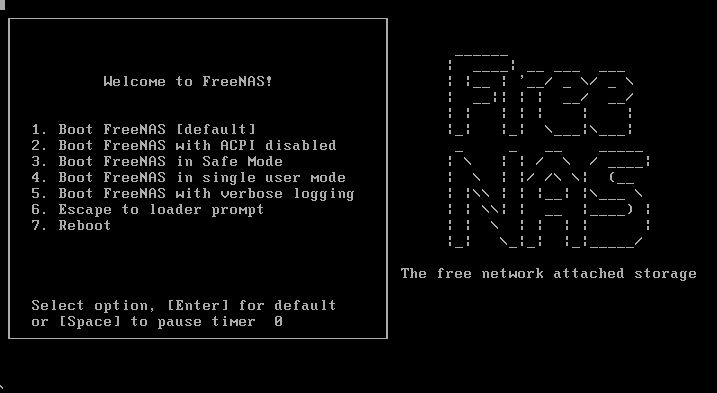 Welcome to FreeNAS!
1. Boot FreeNAS [default]
2. Boot FreeNAS with ACPI disabled
3. Boot FreeNAS in Safe Mode
4. Boot FreeNAS in single user mode
5. Boot FreeNAS with verbose logging
6. Escape to loader prompt
7. Reboot
Select option, [Enter] for default
or [Space] to pause timer  0
Free
NAS
The free network attached storage